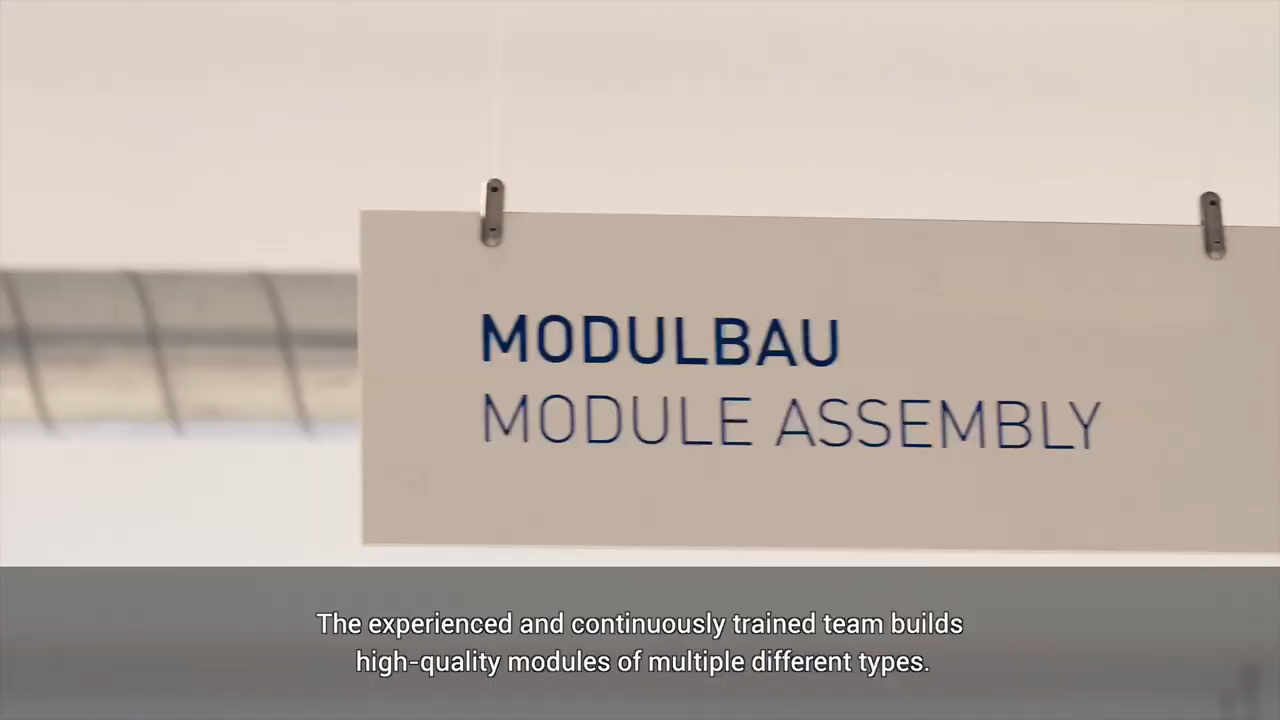 MODULBAU
MODULE ASSEMBLY
The experienced and continuously trained team builds
high-quality modules of multiple different types.